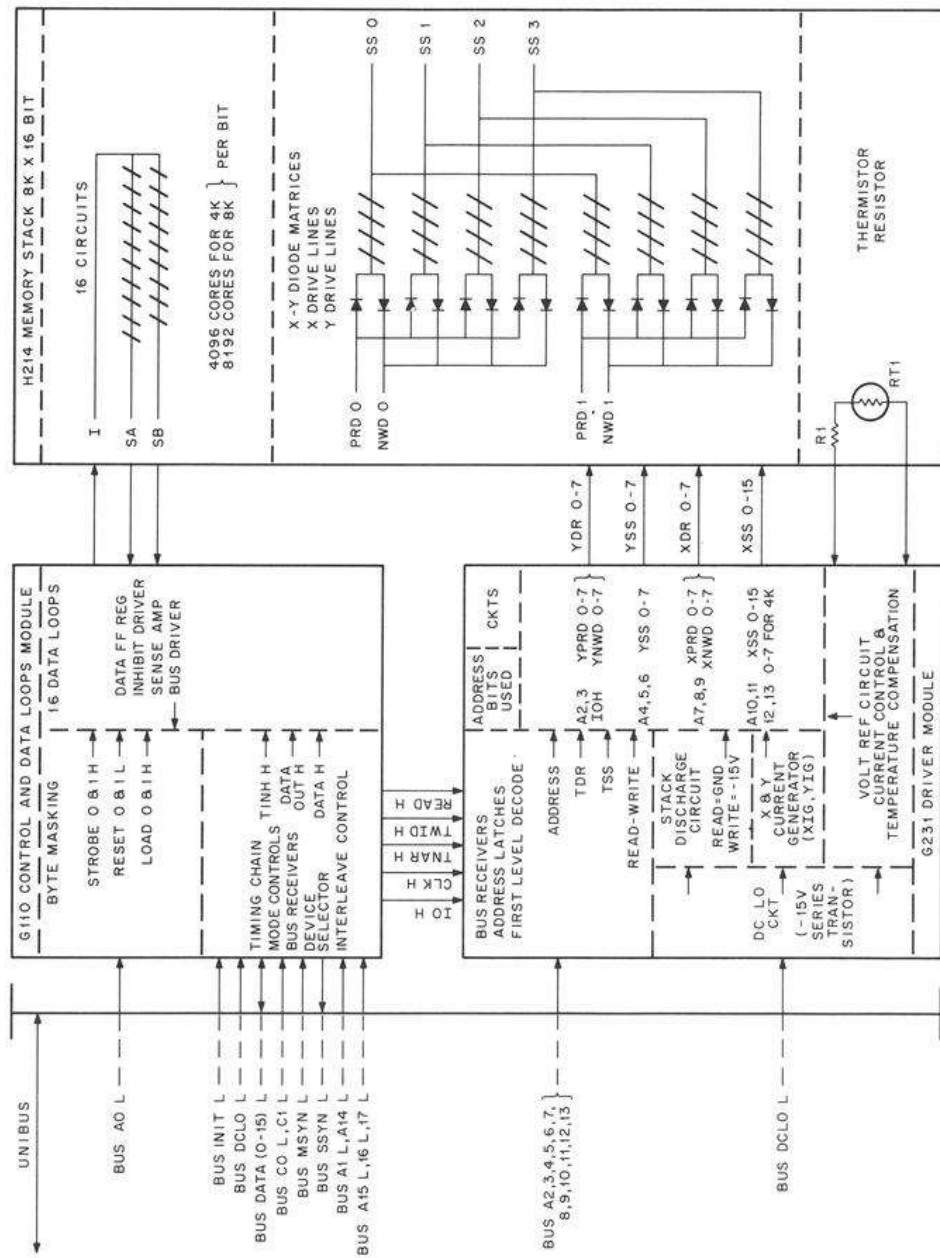 UNIBUS
BUS A0 L
BUS INIT L
BUS DCLO L
BUS DATA (0-15) L
BUS C0 L, C1 L
BUS MSYN L
BUS SSYN L
BUS A1 L, A14 L
BUS A15 L, 16 L, 17 L
BUS A2,3,4,5,6,7,
8,9,10,11,12,13
BUS DCLO L
G110 CONTROL AND DATA LOOPS MODULE
BYTE MASKING
16 DATA LOOPS
STROBE 0 & 1 H
RESET 0 & 1 L
LOAD 0 & 1 H
DATA FF REG
INHIBIT DRIVER
SENSE AMP
BUS DRIVER
TIMING CHAIN
MODE CONTROLS
BUS RECEIVERS
DEVICE
SELECTOR
INTERLEAVE CONTROL
TINH H
DATA
OUT H
DATA H
IO H
CLK H
TNAR H
TWID H
READ H
BUS RECEIVERS
ADDRESS LATCHES
FIRST LEVEL DECODE
ADDRESS
TDR
TSS
READ-WRITE
ADDRESS
BITS
USED
CKTS
A2,3
IOH
YPRD 0-7
YNWD 0-7
A4,5,6
YSS 0-7
A7,8,9
XPRD 0-7
XNWD 0-7
A10,11
12,13
XSS 0-15
0-7 FOR 4K
STACK
DISCHARGE
CIRCUIT
READ=GND
WRITE=-15V
DC LO
CKT
(-15V
SERIES
TRAN-
SISTOR)
X & Y
CURRENT
GENERATOR
(XIG,YIG)
VOLT REF CIRCUIT
CURRENT CONTROL &
TEMPERATURE COMPENSATION
G231 DRIVER MODULE
YDR 0-7
YSS 0-7
XDR 0-7
XSS 0-15
H214 MEMORY STACK 8K X 16 BIT
16 CIRCUITS
I
SA
SB
4096 CORES FOR 4K
8192 CORES FOR 8K
PER BIT
X-Y DIODE MATRICES
X DRIVE LINES
Y DRIVE LINES
PRD 0
NWD 0
PRD 1
NWD 1
SS 0
SS 1
SS 2
SS 3
R1
RT1
THERMISTOR
RESISTOR